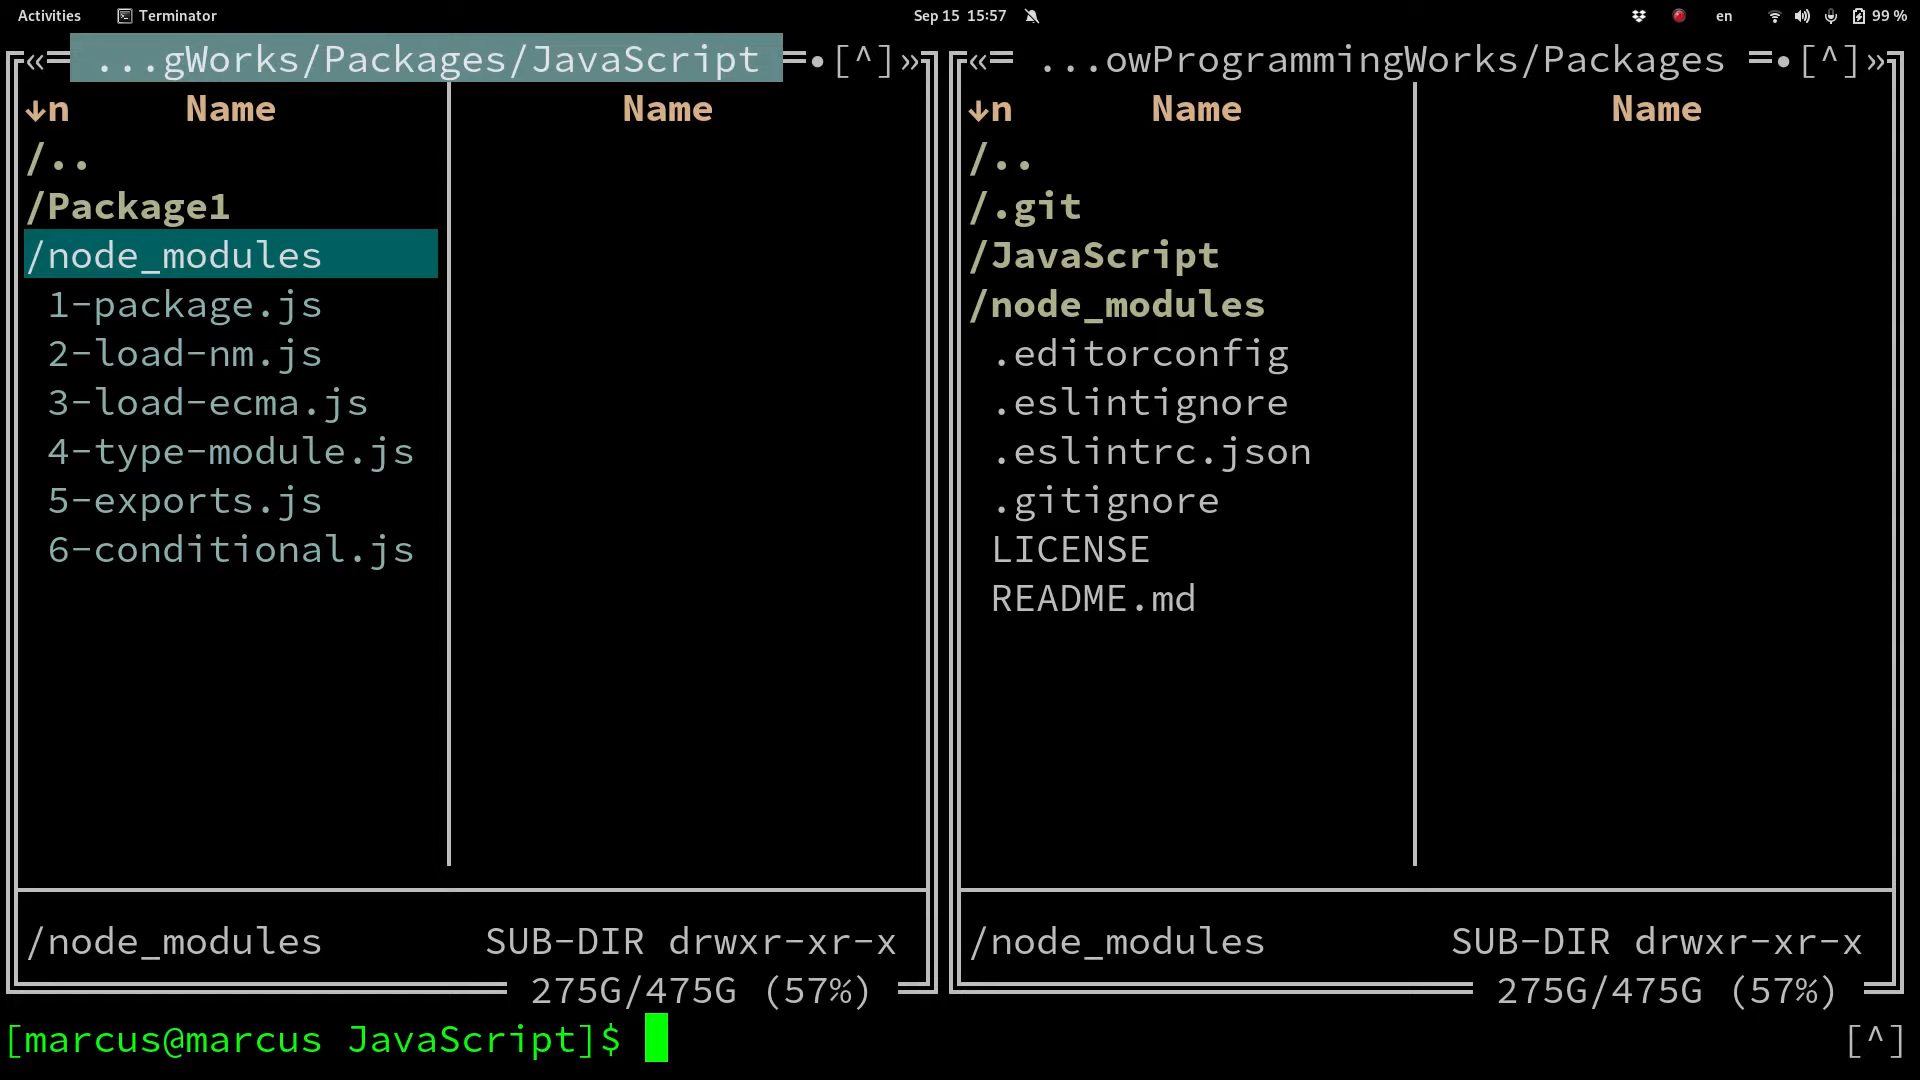 Activities Terminator Sep 15 15:57 en 99 %
«═ ...gWorks/Packages/JavaScript ═•[^]»
↓n Name Name
/..
/Package1
/node_modules
1-package.js
2-load-nm.js
3-load-ecma.js
4-type-module.js
5-exports.js
6-conditional.js
/node_modules SUB-DIR drwxr-xr-x
275G/475G (57%)
«═ ...owProgrammingWorks/Packages ═•[^]»
↓n Name Name
/..
/.git
/JavaScript
/node_modules
.editorconfig
.eslintignore
.eslintrc.json
.gitignore
LICENSE
README.md
/node_modules SUB-DIR drwxr-xr-x
275G/475G (57%)
[marcus@marcus JavaScript]$ [^]